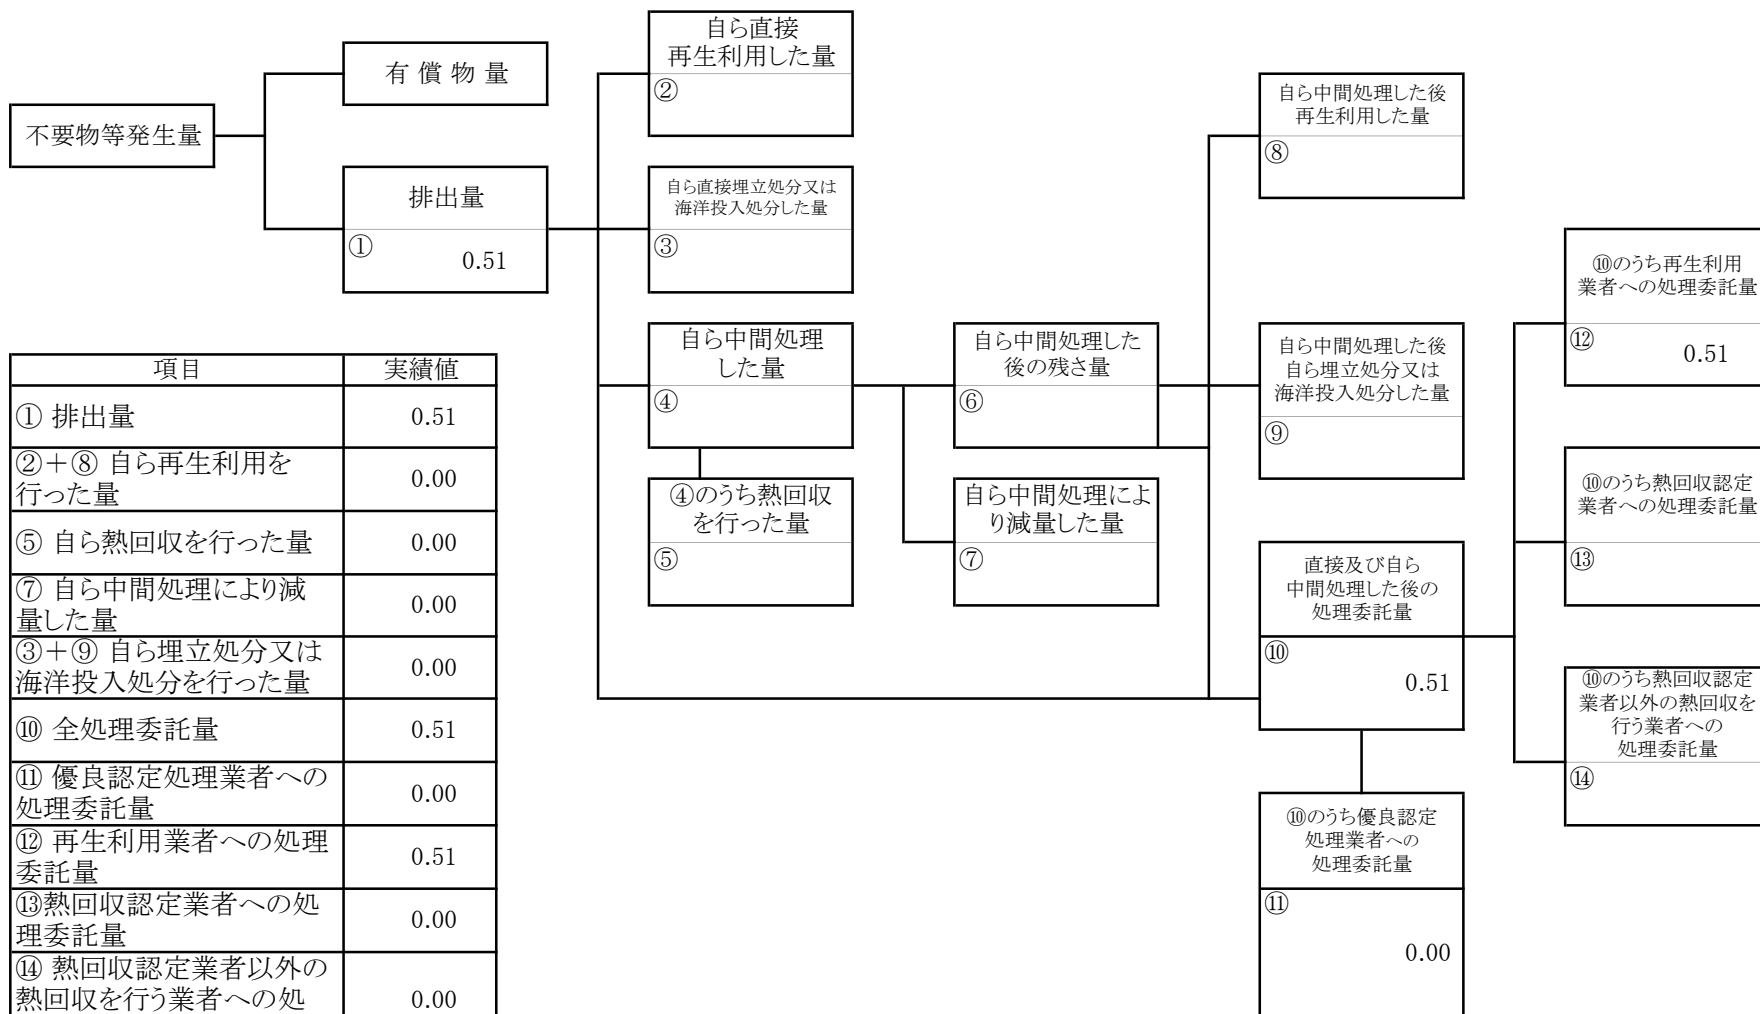 不要物等発生量
有 償 物 量
排出量
①
0.51
自ら直接
再生利用した量
②
自ら直接埋立処分又は
海洋投入処分した量
③
自ら中間処理
した量
④
④のうち熱回収
を行った量
⑤
自ら中間処理した
後の残さ量
⑥
自ら中間処理によ
り減量した量
⑦
自ら中間処理した後
再生利用した量
⑧
自ら中間処理した後
自ら埋立処分又は
海洋投入処分した量
⑨
直接及び自ら
中間処理した後の
処理委託量
⑩
0.51
⑩のうち優良認定
処理業者への
処理委託量
⑪
0.00
⑩のうち再生利用
業者への処理委託量
⑫
0.51
⑩のうち熱回収認定
業者への処理委託量
⑬
⑩のうち熱回収認定
業者以外の熱回収を
行う業者への
処理委託量
⑭
項目 実績値
① 排出量 0.51
②＋⑧ 自ら再生利用を
行った量 0.00
⑤ 自ら熱回収を行った量 0.00
⑦ 自ら中間処理により減
量した量 0.00
③＋⑨ 自ら埋立処分又は
海洋投入処分を行った量 0.00
⑩ 全処理委託量 0.51
⑪ 優良認定処理業者への
処理委託量 0.00
⑫ 再生利用業者への処理
委託量 0.51
⑬熱回収認定業者への処
理委託量 0.00
⑭ 熱回収認定業者以外の
熱回収を行う業者への処 0.00